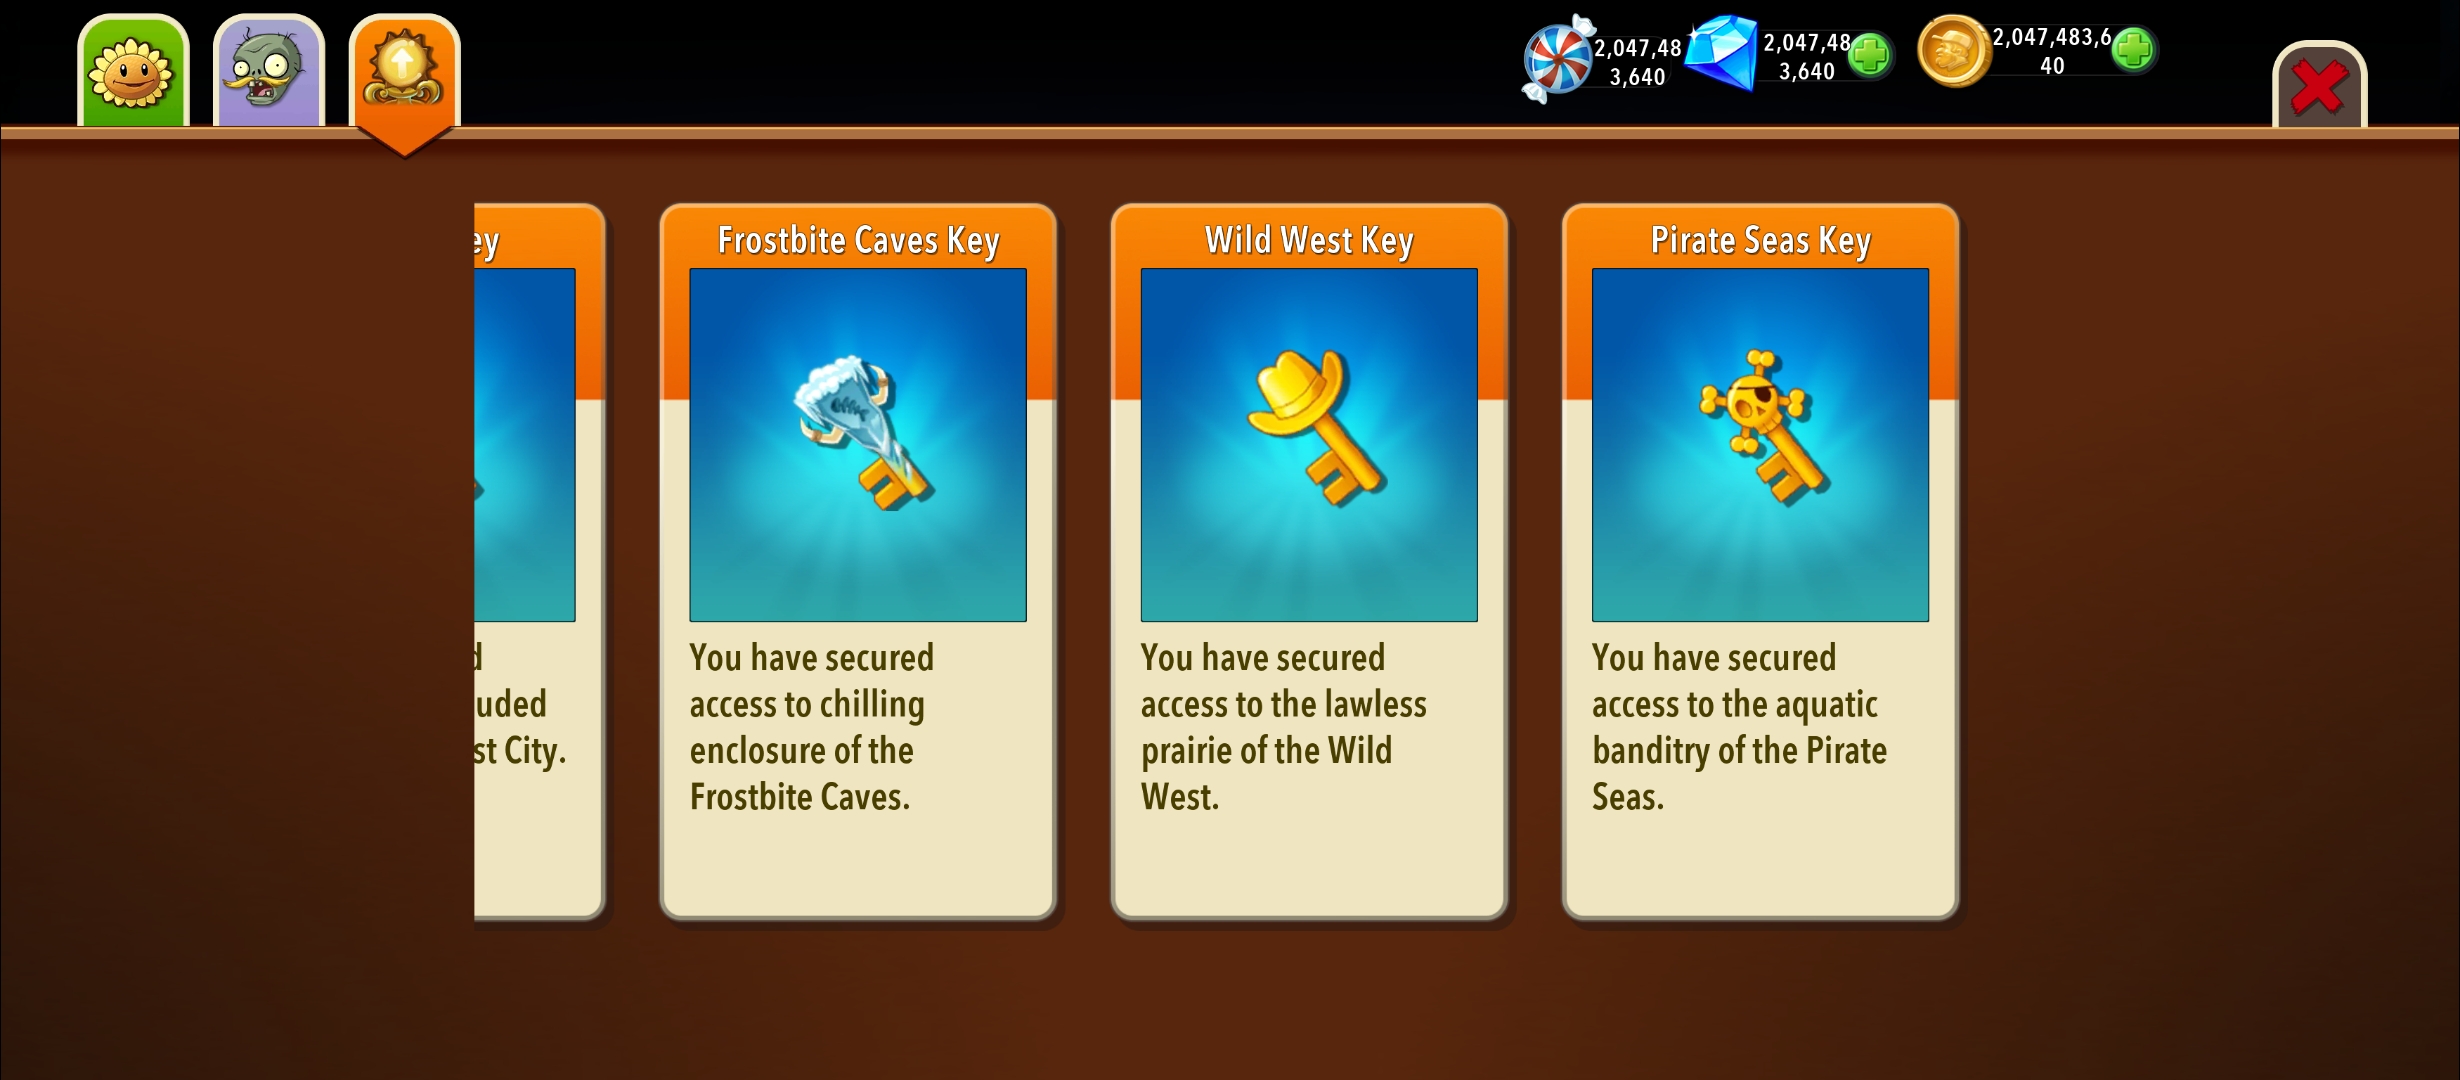 2,047,48
3,640
2,047,48
3,640
2,047,483,6
40
ey
d
uded
st City.
Frostbite Caves Key
You have secured
access to chilling
enclosure of the
Frostbite Caves.
Wild West Key
You have secured
access to the lawless
prairie of the Wild
West.
Pirate Seas Key
You have secured
access to the aquatic
banditry of the Pirate
Seas.